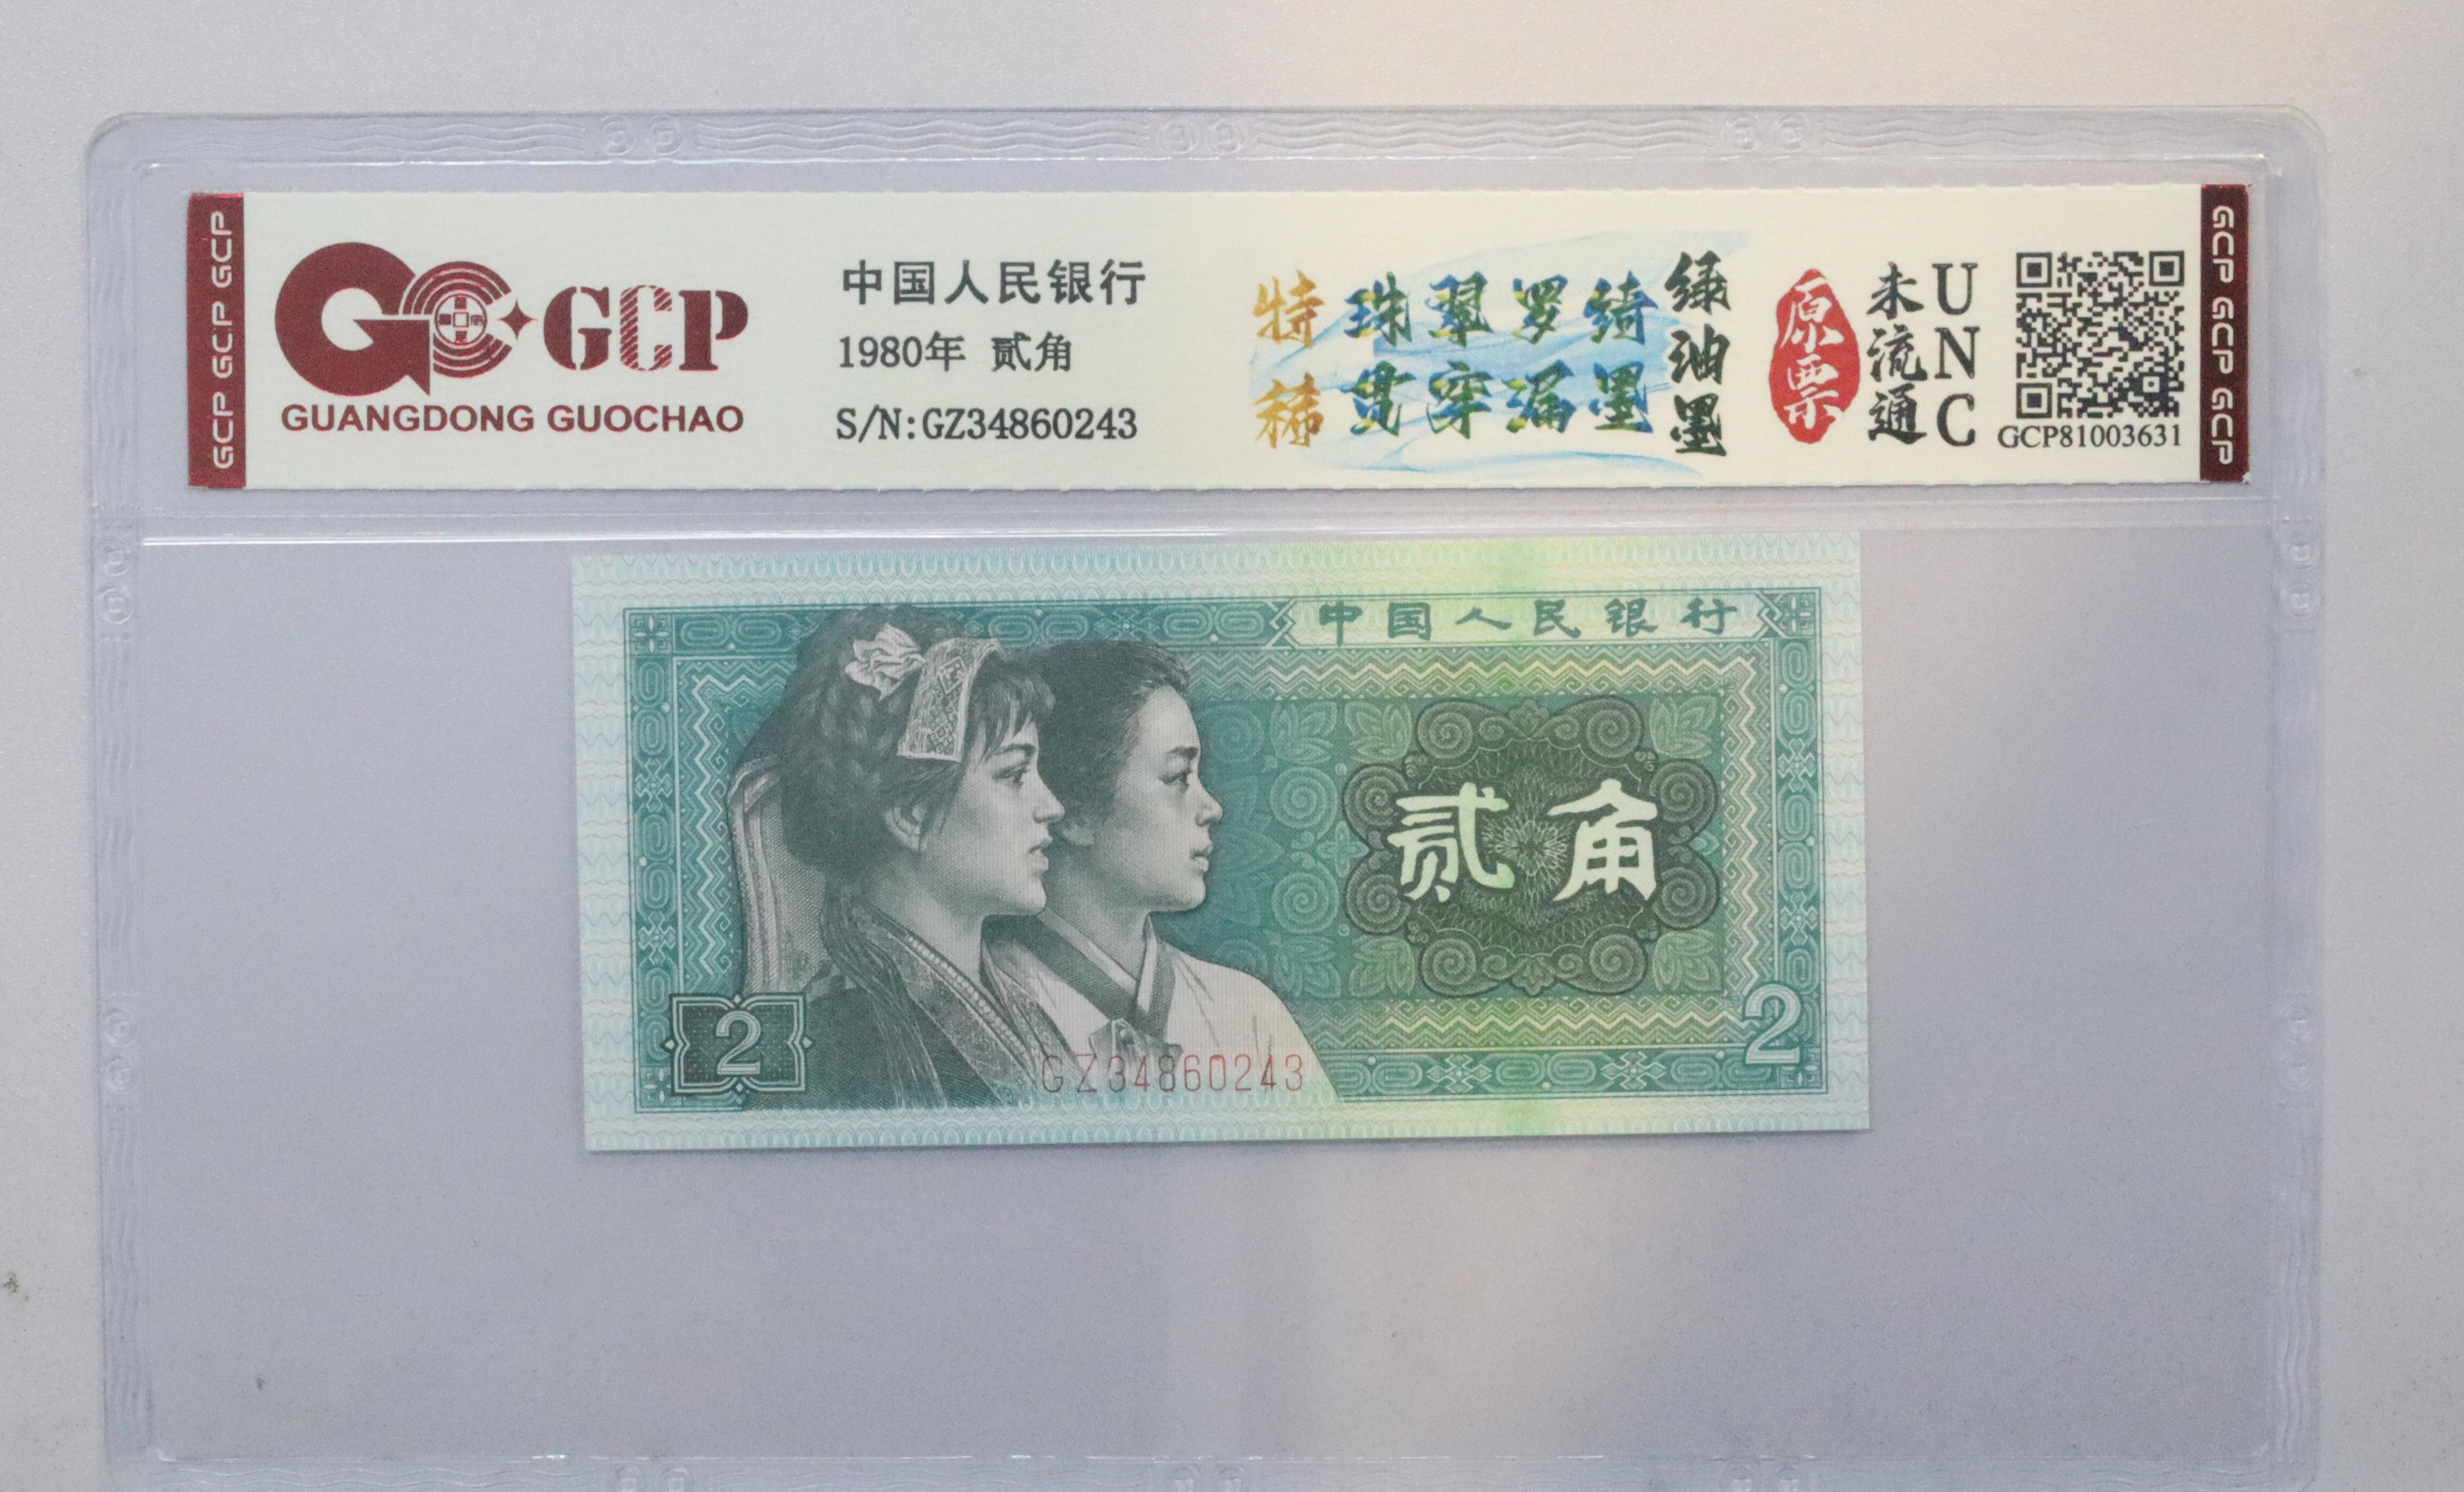 GCP GCP GCP
GCP
GUANGDONG GUOCHAO
中国人民银行
1980年 贰角
S/N:GZ34860243
特稀
珠翠罗绮
贯穿漏墨
绿油墨
原票
未流通
UNC
GCP81003631
GCP GCP GCP
中国人民银行
贰角
2
2
GZ34860243